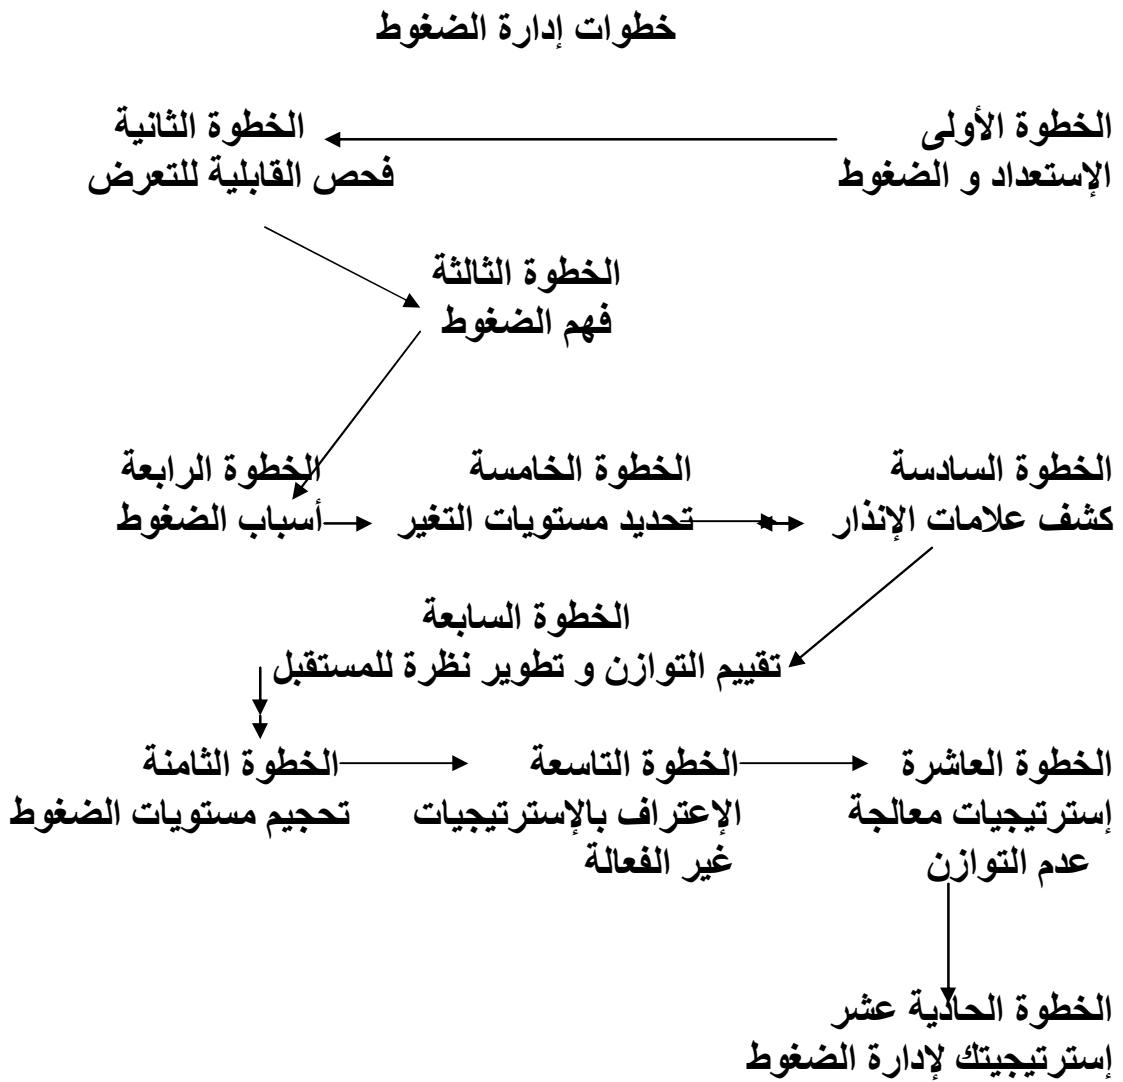 خطوات إدارة الضغوط
الخطوة الأولى
الإستعداد و الضغوط
الخطوة الثانية
فحص القابلية للتعرض
الخطوة الثالثة
فهم الضغوط
الخطوة الرابعة
أسباب الضغوط
الخطوة الخامسة
تحديد مستويات التغير
الخطوة السادسة
كشف علامات الإنذار
الخطوة السابعة
تقييم التوازن و تطوير نظرة للمستقبل
الخطوة الثامنة
تحجيم مستويات الضغوط
الخطوة التاسعة
الإعتراف بالإسترتيجيات
غير الفعالة
الخطوة العاشرة
إسترتيجيات معالجة
عدم التوازن
الخطوة الحادية عشر
إسترتيجيتك لإدارة الضغوط